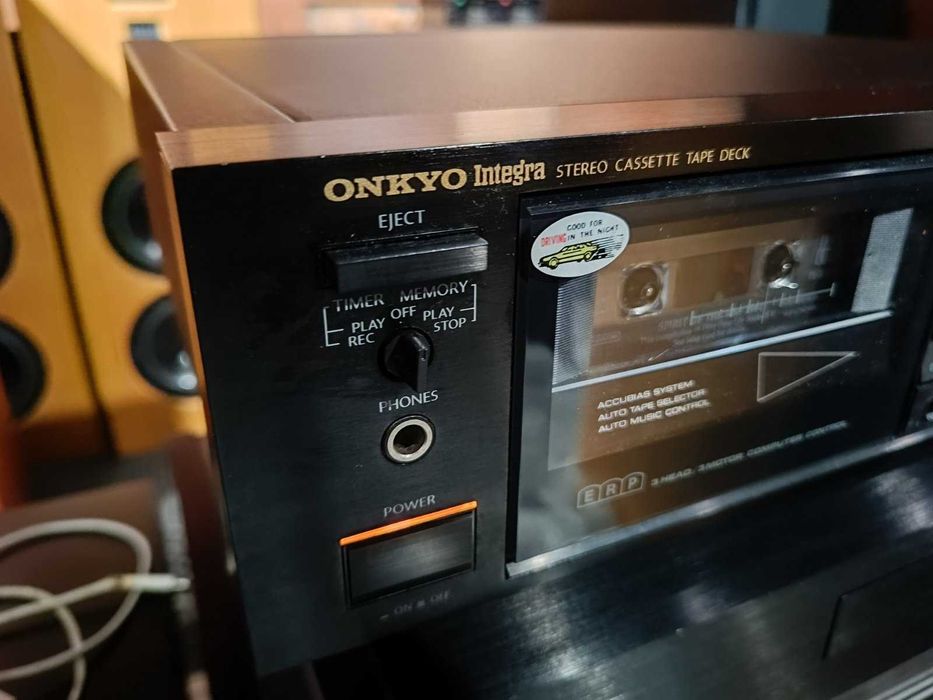 ONKYO Integra STEREO CASSETTE TAPE DECK
EJECT
TIMER MEMORY
PLAY OFF PLAY
REC STOP
PHONES
POWER
ON OFF
GOOD FOR
DRIVING IN THE NIGHT
ACCUBIAS SYSTEM
AUTO TAPE SELECTOR
AUTO MUSIC CONTROL
ERP 3 HEAD, 3 MOTOR, COMPUTER CONTROL